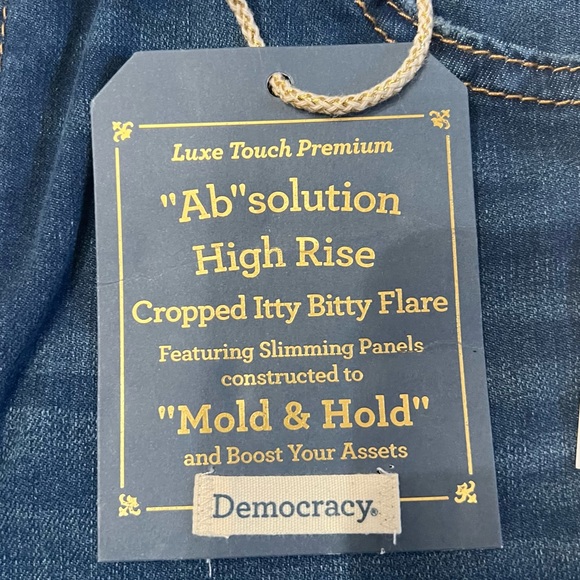 Luxe Touch Premium
"Ab"solution
High Rise
Cropped Itty Bitty Flare
Featuring Slimming Panels
constructed to
"Mold & Hold"
and Boost Your Assets
Democracy®